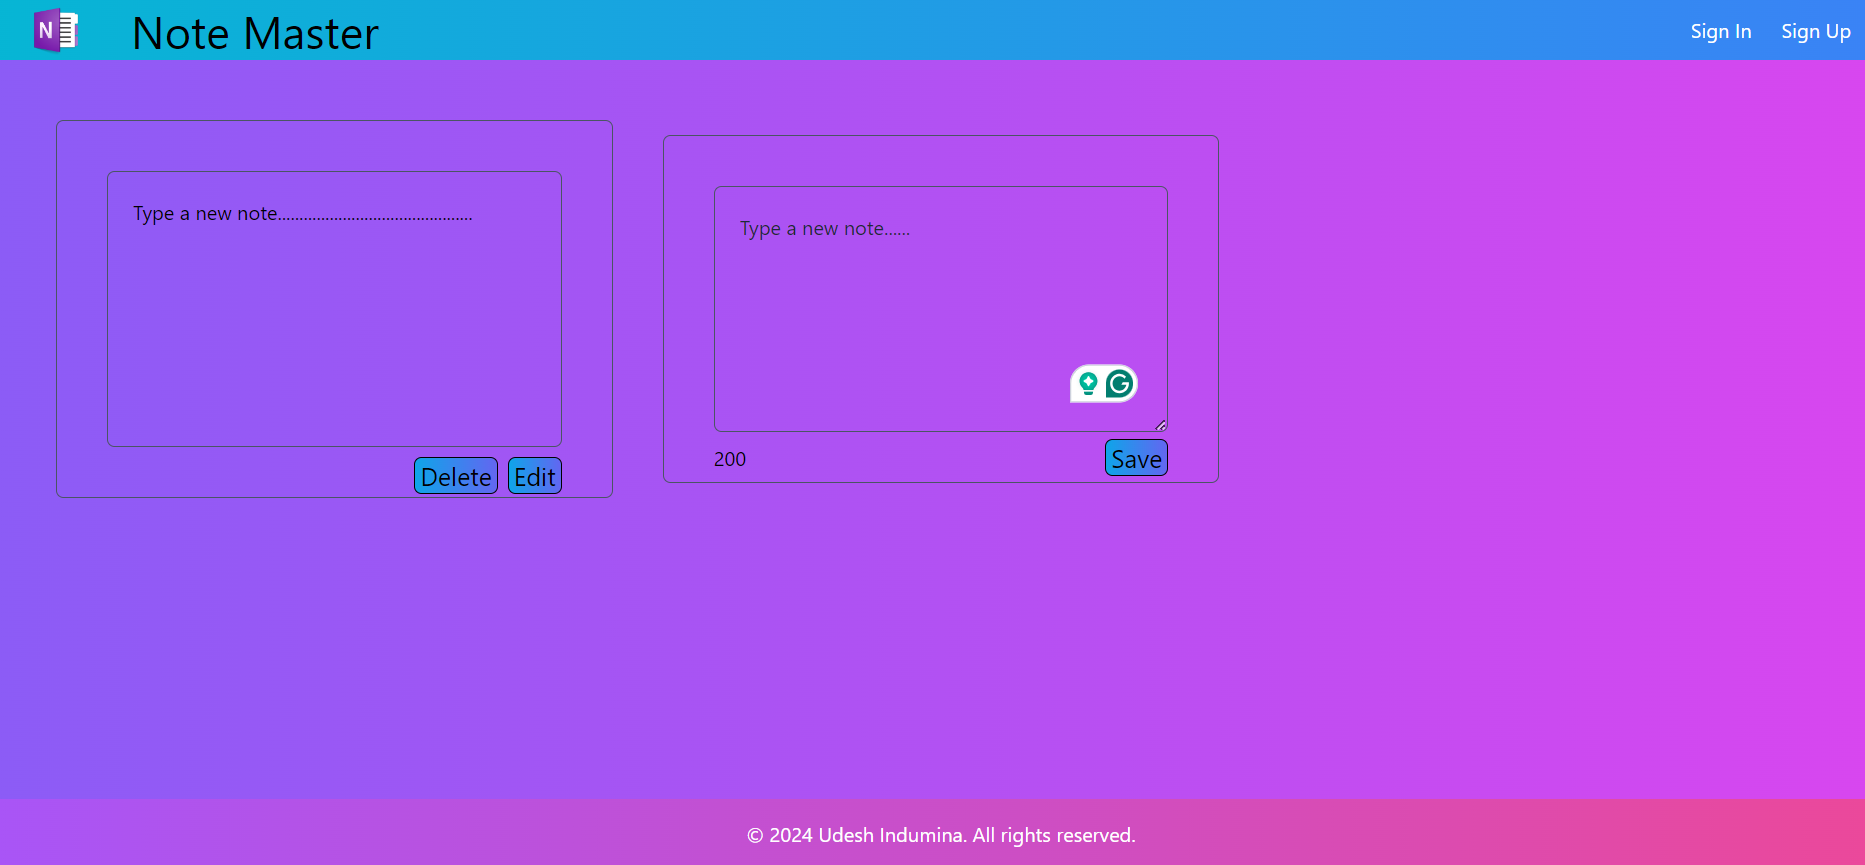 N Note Master
Sign In Sign Up
Type a new note.............................................
Delete Edit
Type a new note......
G
200 Save
© 2024 Udesh Indumina. All rights reserved.